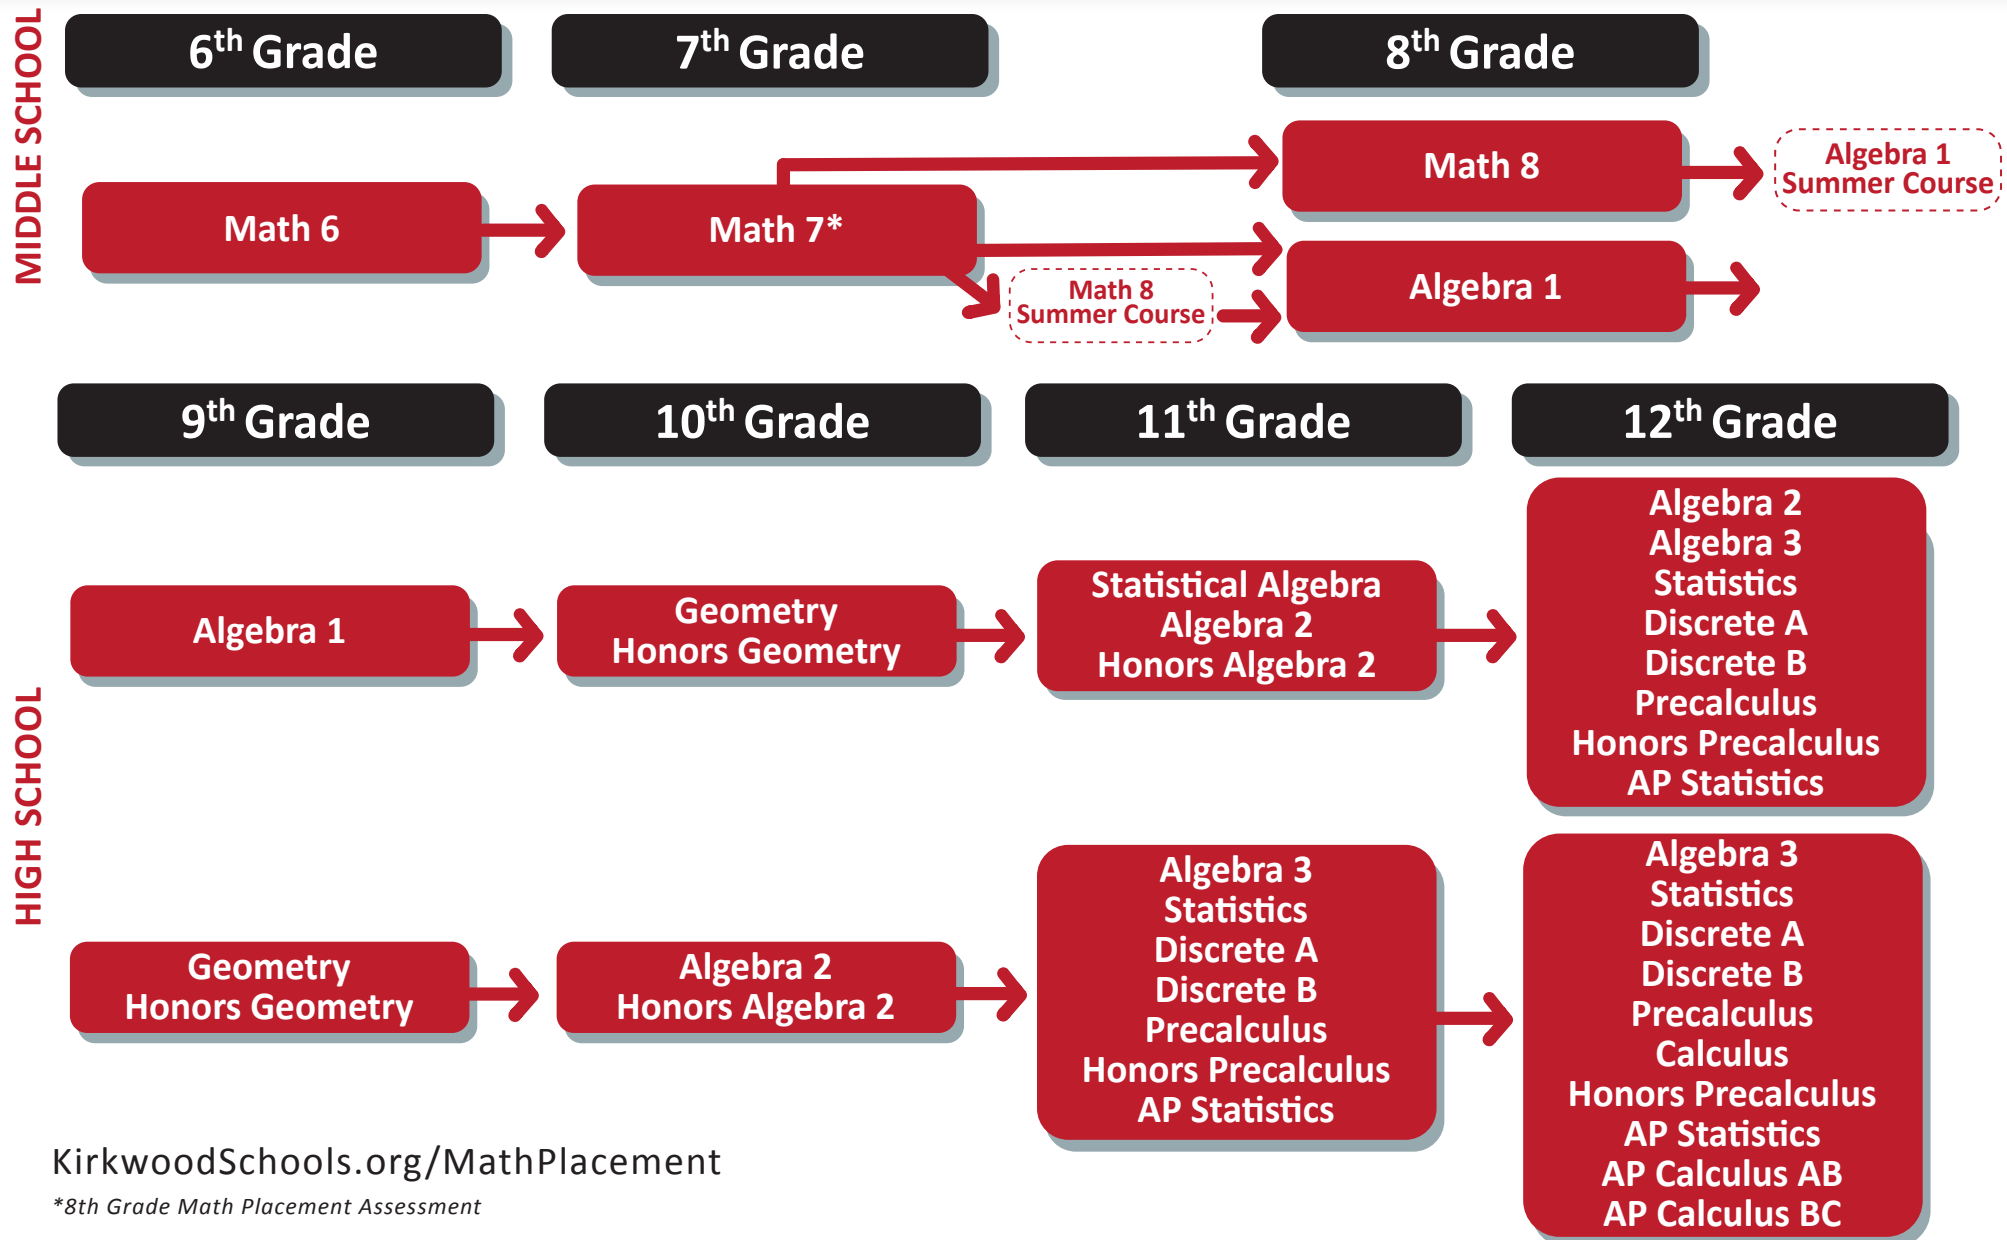 MIDDLE SCHOOL
6th Grade
7th Grade
8th Grade
Math 6
Math 7*
Math 8
Algebra 1
Summer Course
Math 8
Summer Course
Algebra 1
HIGH SCHOOL
9th Grade
10th Grade
11th Grade
12th Grade
Algebra 1
Geometry
Honors Geometry
Statistical Algebra
Algebra 2
Honors Algebra 2
Algebra 2
Algebra 3
Statistics
Discrete A
Discrete B
Precalculus
Honors Precalculus
AP Statistics
Geometry
Honors Geometry
Algebra 2
Honors Algebra 2
Algebra 3
Statistics
Discrete A
Discrete B
Precalculus
Honors Precalculus
AP Statistics
Algebra 3
Statistics
Discrete A
Discrete B
Precalculus
Calculus
Honors Precalculus
AP Statistics
AP Calculus AB
AP Calculus BC
KirkwoodSchools.org/MathPlacement
*8th Grade Math Placement Assessment